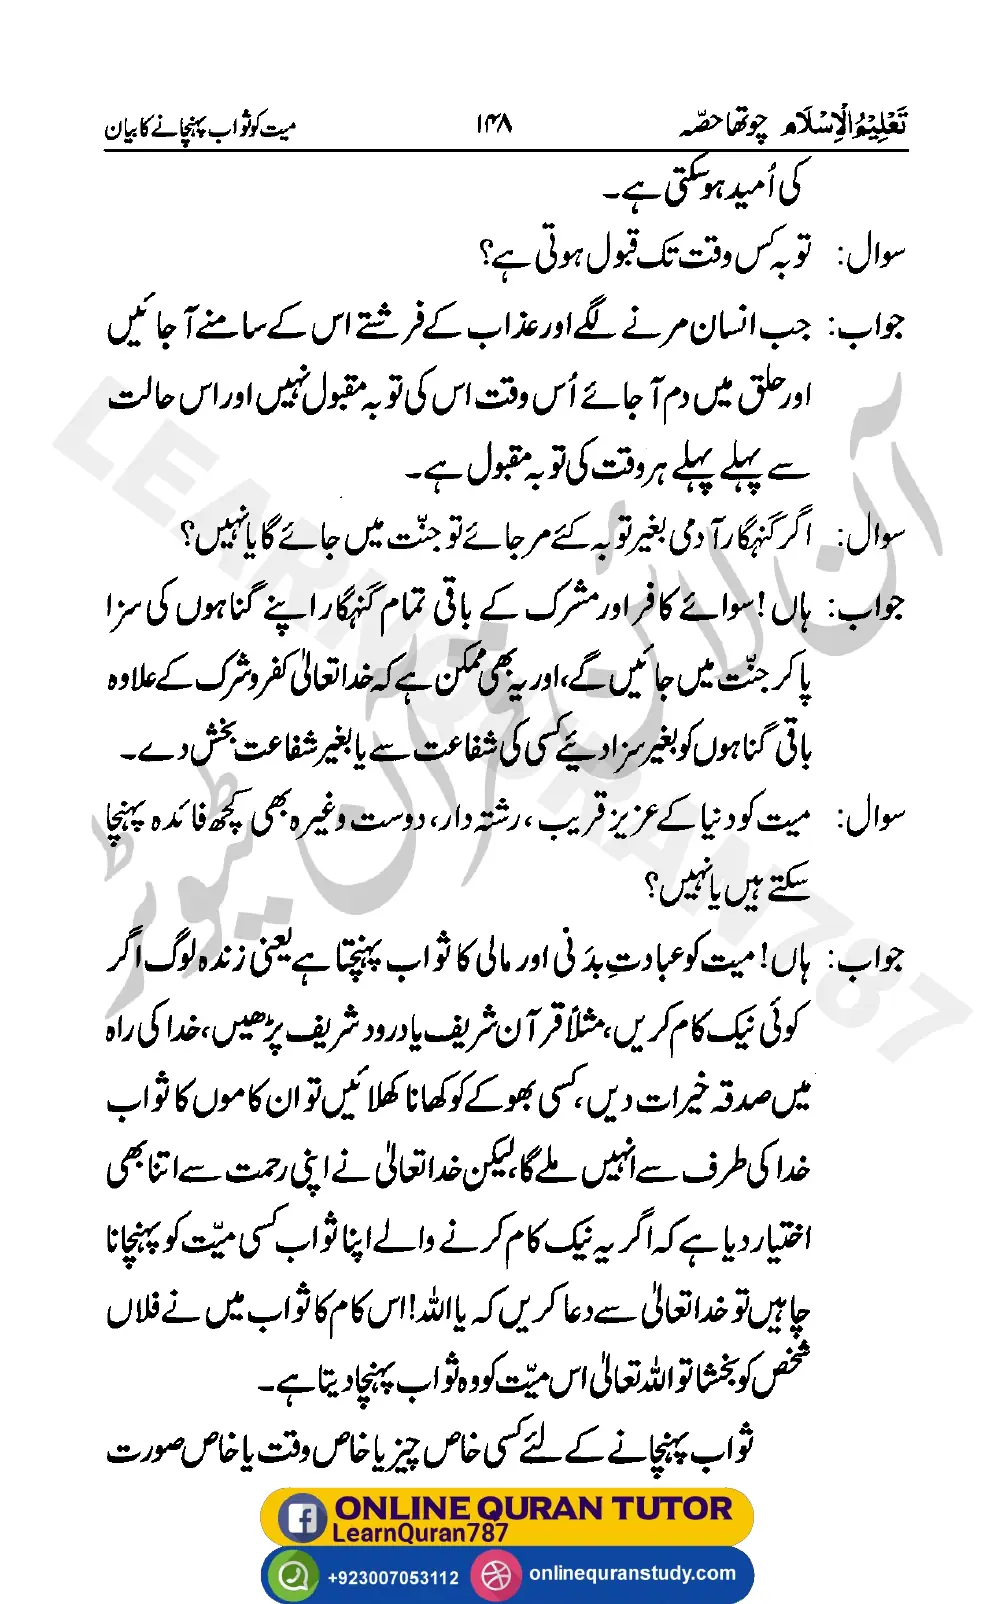 تَعْلِيْمُ الْاِسْلَام چوتھا حصّہ ۱۴۸ میت کو ثواب پہنچانے کا بیان
کی اُمید ہوسکتی ہے۔
سوال: توبہ کس وقت تک قبول ہوتی ہے؟
جواب: جب انسان مرنے لگے اور عذاب کے فرشتے اس کے سامنے آجائیں
اور حلق میں دم آجائے اُس وقت اس کی توبہ مقبول نہیں اور اس حالت
سے پہلے پہلے ہر وقت کی توبہ مقبول ہے۔
سوال: اگر گنہگار آدمی بغیر توبہ کئے مرجائے تو جنّت میں جائے گا یا نہیں؟
جواب: ہاں! سوائے کافر اور مشرک کے باقی تمام گنہگار اپنے گناہوں کی سزا
پاکر جنّت میں جائیں گے، اور یہ بھی ممکن ہے کہ خدا تعالیٰ کفر و شرک کے علاوہ
باقی گناہوں کو بغیر سزا دیئے کسی کی شفاعت سے یا بغیر شفاعت بخش دے۔
سوال: میت کو دنیا کے عزیز قریب، رشتہ دار، دوست وغیرہ بھی کچھ فائدہ پہنچا
سکتے ہیں یا نہیں؟
جواب: ہاں! میت کو عبادتِ بدَنی اور مالی کا ثواب پہنچتا ہے یعنی زندہ لوگ اگر
کوئی نیک کام کریں، مثلاً قرآن شریف یا درود شریف پڑھیں، خدا کی راہ
میں صدقہ خیرات دیں، کسی بھوکے کو کھانا کھلائیں تو ان کاموں کا ثواب
خدا کی طرف سے انہیں ملے گا، لیکن خدا تعالیٰ نے اپنی رحمت سے اتنا بھی
اختیار دیا ہے کہ اگر یہ نیک کام کرنے والے اپنا ثواب کسی میّت کو پہنچانا
چاہیں تو خدا تعالیٰ سے دعا کریں کہ یا اللہ! اس کام کا ثواب میں نے فلاں
شخص کو بخشا تو اللہ تعالیٰ اس میّت کو وہ ثواب پہنچا دیتا ہے۔
ثواب پہنچانے کے لئے کسی خاص چیز یا خاص وقت یا خاص صورت
آن لائن قرآن ٹیوٹر
LEARNQURAN787
ONLINE QURAN TUTOR
LearnQuran787
+923007053112 onlinequranstudy.com